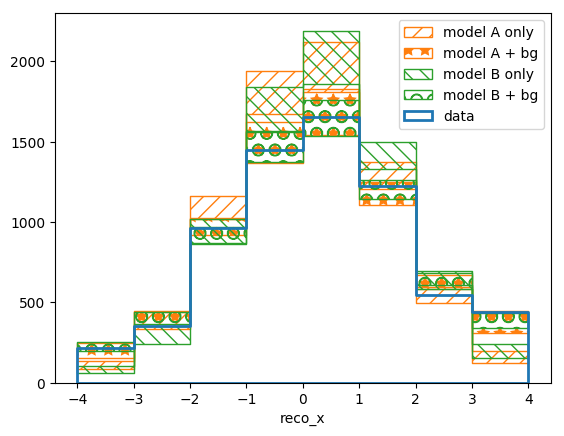 model A only
model A + bg
model B only
model B + bg
data
2000
1500
1000
500
0
−4 −3 −2 −1 0 1 2 3 4
reco_x